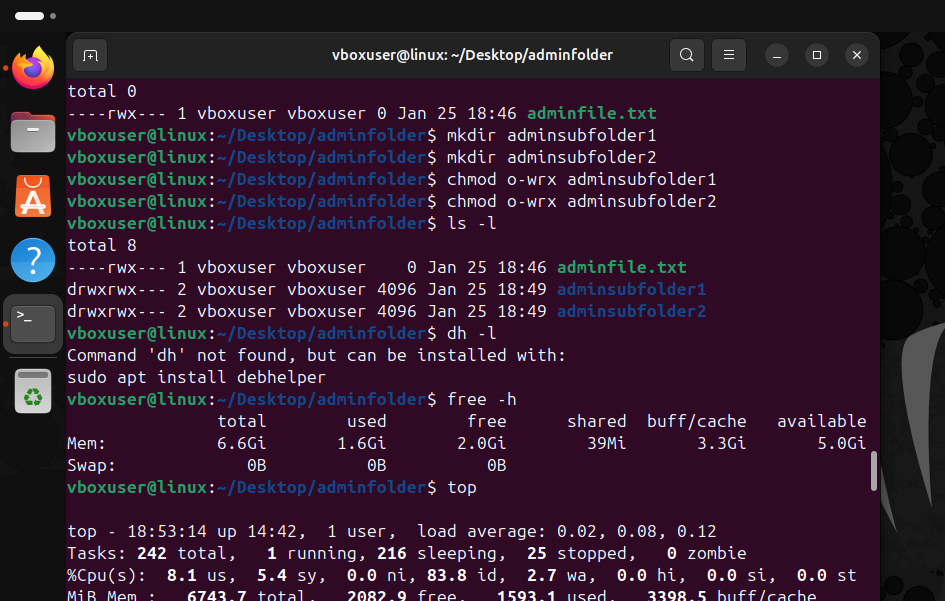 vboxuser@linux: ~/Desktop/adminfolder
total 0
----rwx--- 1 vboxuser vboxuser 0 Jan 25 18:46 adminfile.txt
vboxuser@linux:~/Desktop/adminfolder$ mkdir adminsubfolder1
vboxuser@linux:~/Desktop/adminfolder$ mkdir adminsubfolder2
vboxuser@linux:~/Desktop/adminfolder$ chmod o-wrx adminsubfolder1
vboxuser@linux:~/Desktop/adminfolder$ chmod o-wrx adminsubfolder2
vboxuser@linux:~/Desktop/adminfolder$ ls -l
total 8
----rwx--- 1 vboxuser vboxuser    0 Jan 25 18:46 adminfile.txt
drwxrwx--- 2 vboxuser vboxuser 4096 Jan 25 18:49 adminsubfolder1
drwxrwx--- 2 vboxuser vboxuser 4096 Jan 25 18:49 adminsubfolder2
vboxuser@linux:~/Desktop/adminfolder$ dh -l
Command 'dh' not found, but can be installed with:
sudo apt install debhelper
vboxuser@linux:~/Desktop/adminfolder$ free -h
               total        used        free      shared  buff/cache   available
Mem:           6.6Gi       1.6Gi       2.0Gi        39Mi       3.3Gi       5.0Gi
Swap:             0B          0B          0B
vboxuser@linux:~/Desktop/adminfolder$ top
top - 18:53:14 up 14:42,  1 user,  load average: 0.02, 0.08, 0.12
Tasks: 242 total,   1 running, 216 sleeping,  25 stopped,   0 zombie
%Cpu(s):  8.1 us,  5.4 sy,  0.0 ni, 83.8 id,  2.7 wa,  0.0 hi,  0.0 si,  0.0 st
MiB Mem :   6743.7 total,   2082.9 free,   1593.1 used,   3398.5 buff/cache